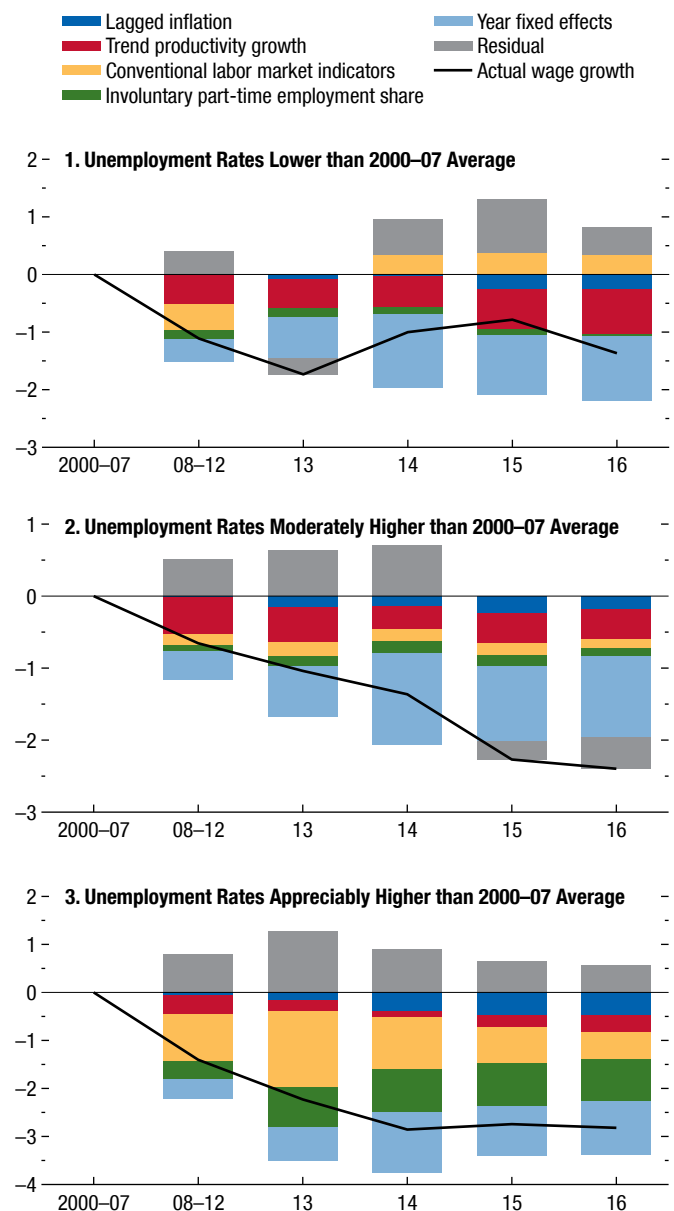 Lagged inflation
Trend productivity growth
Conventional labor market indicators
Involuntary part-time employment share
Year fixed effects
Residual
Actual wage growth
1. Unemployment Rates Lower than 2000–07 Average
2
1
0
–1
–2
–3
2000–07 08–12 13 14 15 16
2. Unemployment Rates Moderately Higher than 2000–07 Average
1
0
–1
–2
–3
2000–07 08–12 13 14 15 16
3. Unemployment Rates Appreciably Higher than 2000–07 Average
2
1
0
–1
–2
–3
–4
2000–07 08–12 13 14 15 16